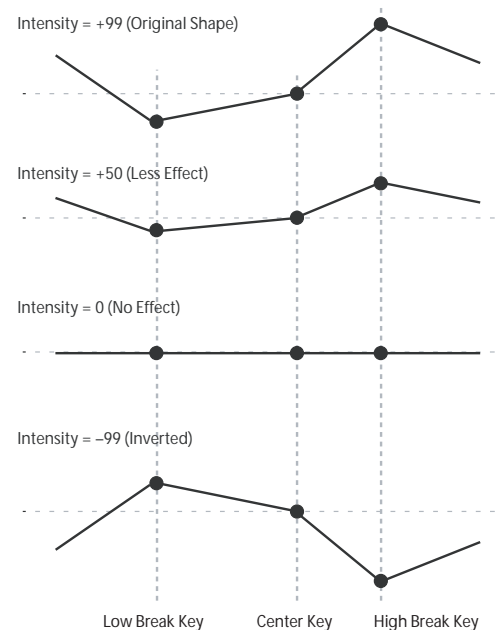 Intensity = +99 (Original Shape)
Intensity = +50 (Less Effect)
Intensity = 0 (No Effect)
Intensity = –99 (Inverted)
Low Break Key Center Key High Break Key